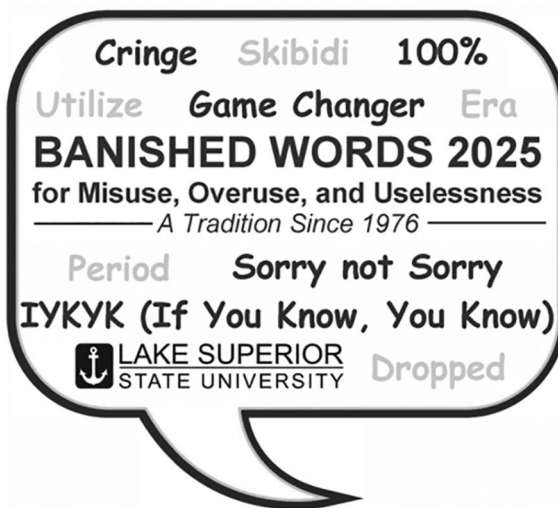 Cringe Skibidi 100%
Utilize Game Changer Era
BANISHED WORDS 2025
for Misuse, Overuse, and Uselessness
A Tradition Since 1976
Period Sorry not Sorry
IYKYK (If You Know, You Know)
LAKE SUPERIOR
STATE UNIVERSITY
Dropped